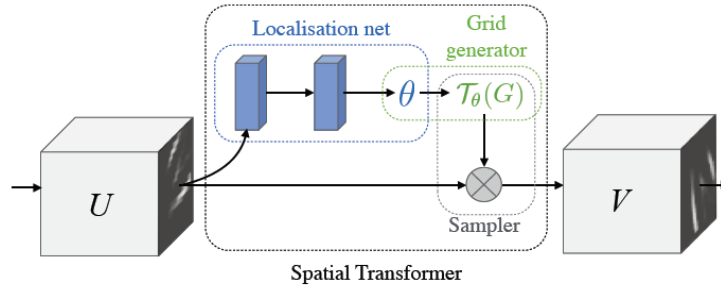 Localisation net
Grid
generator
θ
𝒯θ(G)
U
V
Sampler
Spatial Transformer